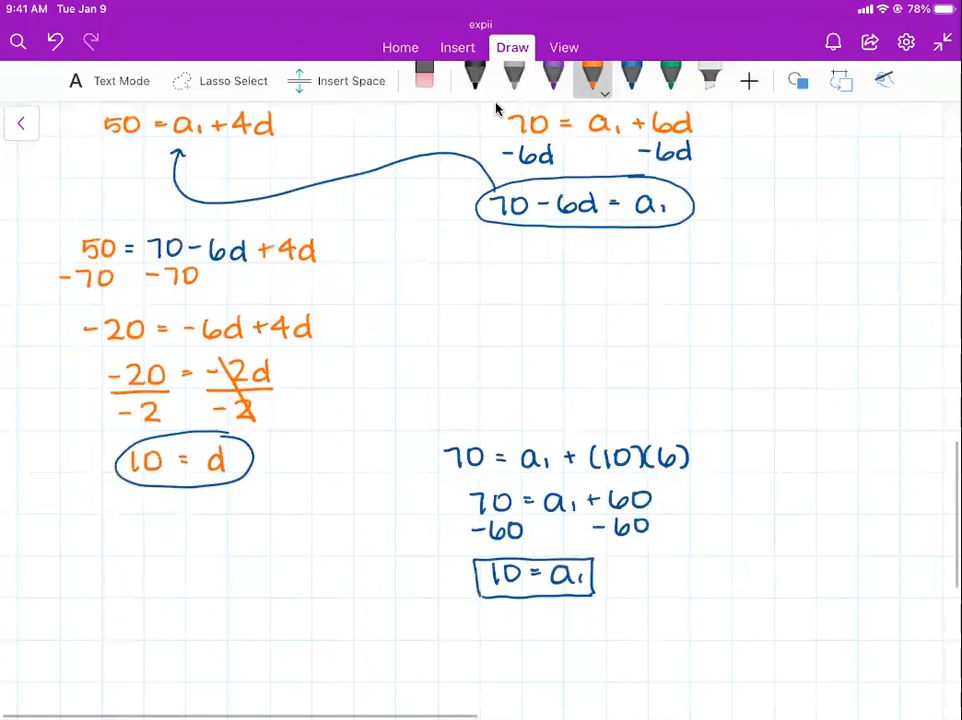 9:41 AM Tue Jan 9
78%
expii
Home Insert Draw View
A Text Mode Lasso Select Insert Space
50 = a₁ + 4d
70 = a₁ + 6d
-6d -6d
70 - 6d = a₁
50 = 70 - 6d + 4d
-70 -70
-20 = -6d + 4d
-20 = -2d
-2 -2
10 = d
70 = a₁ + (10)(6)
70 = a₁ + 60
-60 -60
10 = a₁